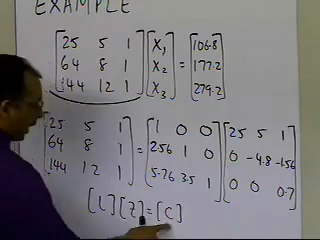 EXAMPLE
[25 5 1] [x₁] = [106.8]
[64 8 1] [x₂] = [177.2]
[144 12 1] [x₃] = [279.2]
[25 5 1] = [1 0 0] [25 5 1]
[64 8 1] = [2.56 1 0] [0 -4.8 -1.56]
[144 12 1] = [5.76 3.5 1] [0 0 0.7]
[L][Z]=[C]